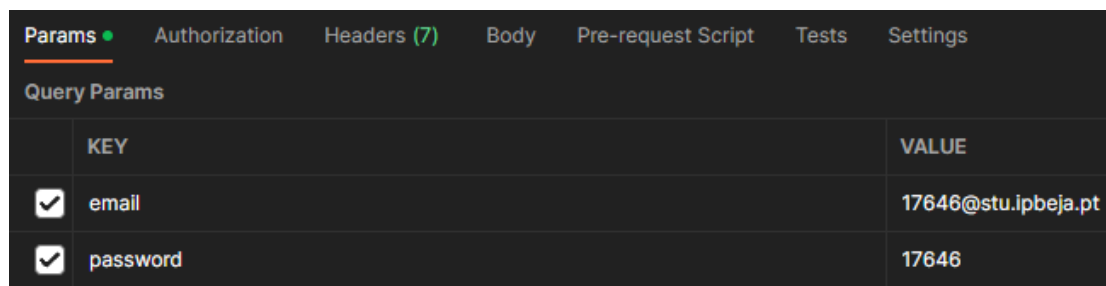 Params Authorization Headers (7) Body Pre-request Script Tests Settings
Query Params
KEY VALUE
email 17646@stu.ipbeja.pt
password 17646